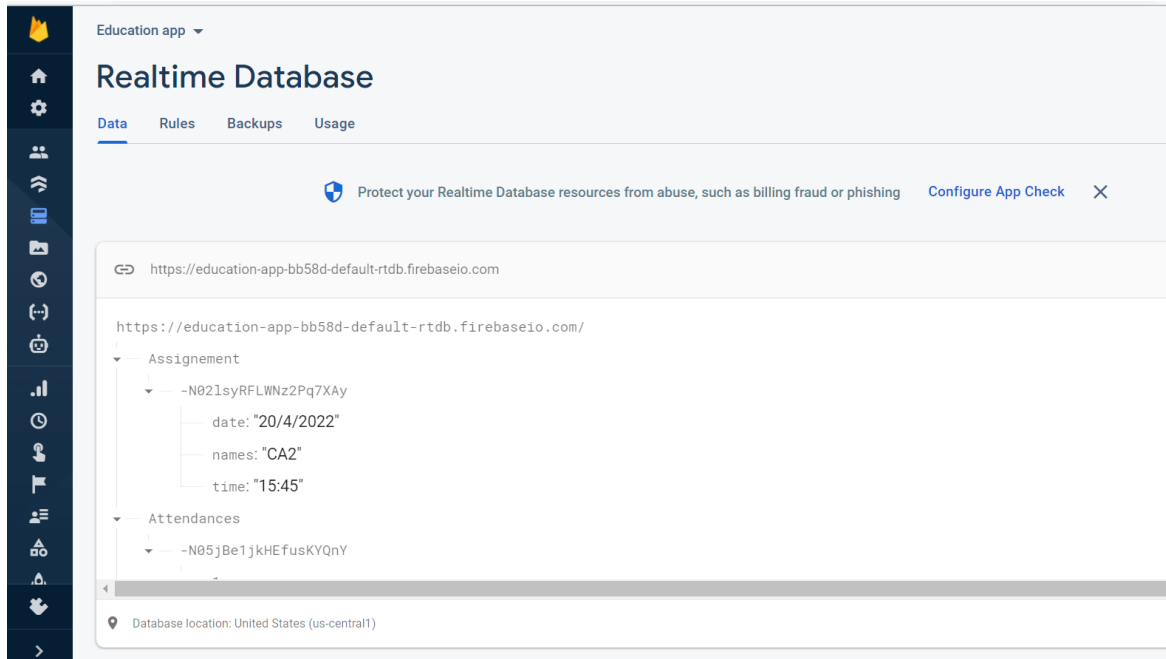 Education app
Realtime Database
Data Rules Backups Usage
Protect your Realtime Database resources from abuse, such as billing fraud or phishing Configure App Check
https://education-app-bb58d-default-rtdb.firebaseio.com
https://education-app-bb58d-default-rtdb.firebaseio.com/
Assignement
-N02lsyRFLWNz2Pq7XAy
date: "20/4/2022"
names: "CA2"
time: "15:45"
Attendances
-N05jBe1jkHEfusKYQnY
Database location: United States (us-central1)